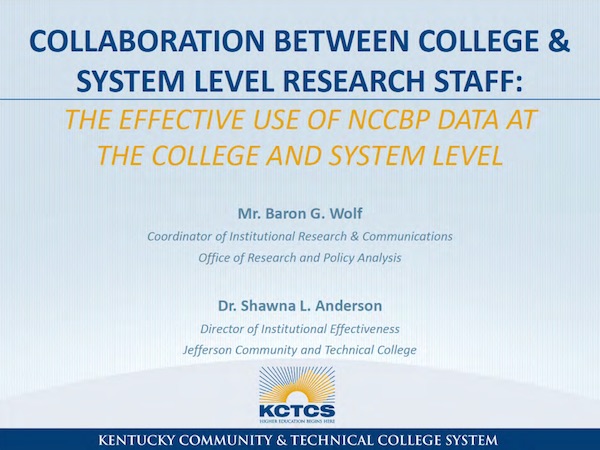 COLLABORATION BETWEEN COLLEGE &
SYSTEM LEVEL RESEARCH STAFF:
THE EFFECTIVE USE OF NCCBP DATA AT
THE COLLEGE AND SYSTEM LEVEL
Mr. Baron G. Wolf
Coordinator of Institutional Research & Communications
Office of Research and Policy Analysis
Dr. Shawna L. Anderson
Director of Institutional Effectiveness
Jefferson Community and Technical College
KCTCS
HIGHER EDUCATION BEGINS HERE
KENTUCKY COMMUNITY & TECHNICAL COLLEGE SYSTEM